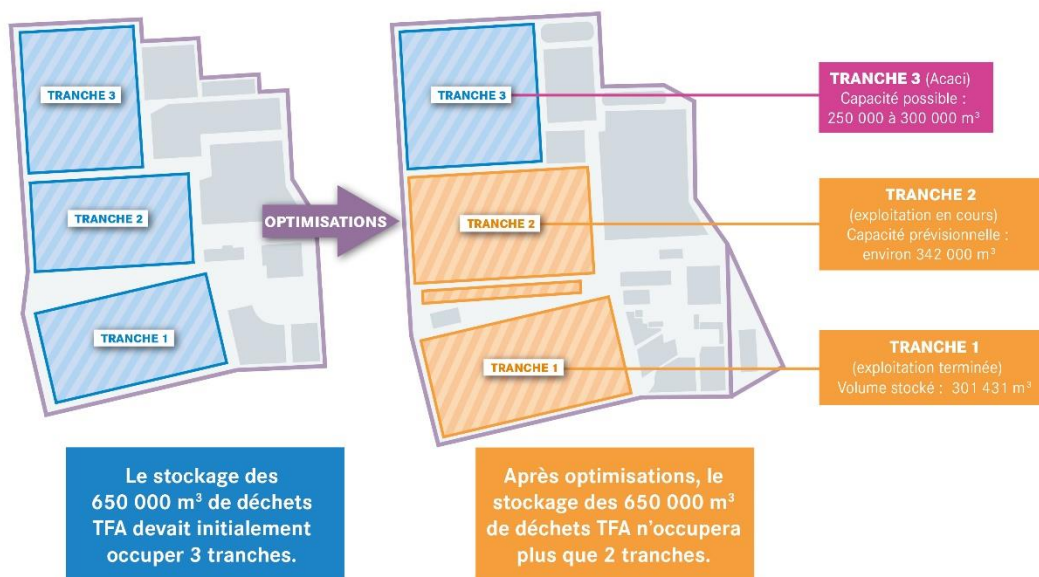 TRANCHE 3
TRANCHE 2
TRANCHE 1
OPTIMISATIONS
TRANCHE 3
TRANCHE 2
TRANCHE 1
TRANCHE 3 (Acaci)
Capacité possible :
250 000 à 300 000 m³
TRANCHE 2
(exploitation en cours)
Capacité prévisionnelle :
environ 342 000 m³
TRANCHE 1
(exploitation terminée)
Volume stocké : 301 431 m³
Le stockage des
650 000 m³ de déchets
TFA devait initialement
occuper 3 tranches.
Après optimisations, le
stockage des 650 000 m³
de déchets TFA n'occupera
plus que 2 tranches.